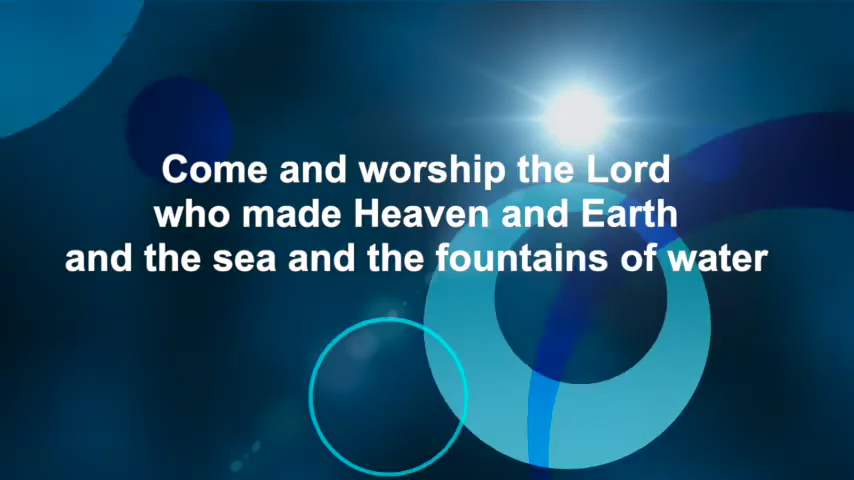 Come and worship the Lord
who made Heaven and Earth
and the sea and the fountains of water